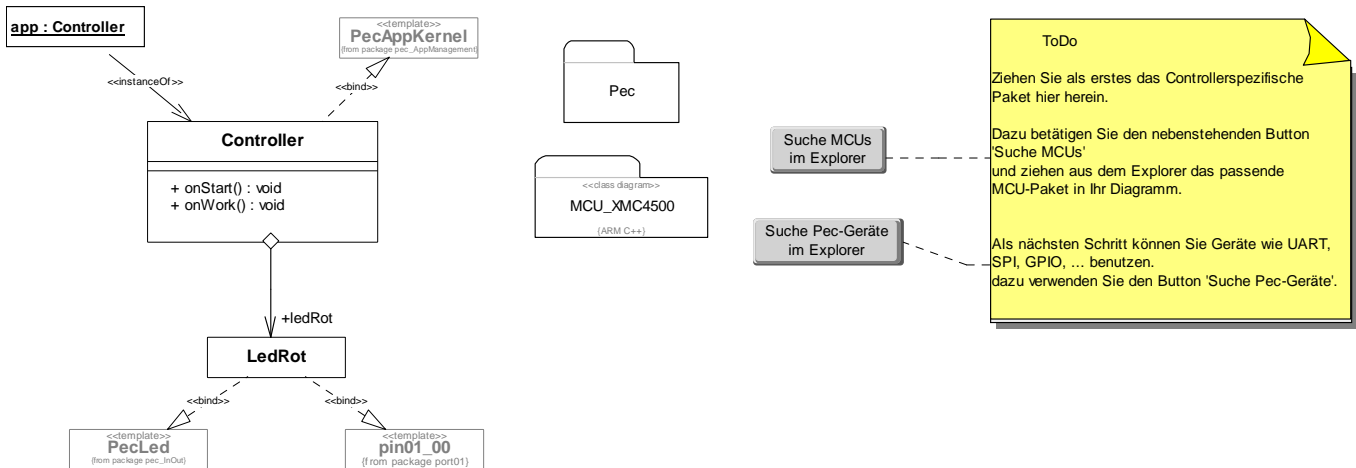 app : Controller
<<instanceOf>>
<<template>>
PecAppKernel
(from package pec_AppManagement)
<<bind>>
Controller
+ onStart() : void
+ onWork() : void
+ledRot
LedRot
<<bind>>
<<bind>>
<<template>>
PecLed
(from package pec_InOut)
<<template>>
pin01_00
(from package port01)
Pec
<<class diagram>>
MCU_XMC4500
(ARM C++)
Suche MCUs
im Explorer
Suche Pec-Geräte
im Explorer
ToDo
Ziehen Sie als erstes das Controllerspezifische
Paket hier herein.
Dazu betätigen Sie den nebenstehenden Button
'Suche MCUs'
und ziehen aus dem Explorer das passende
MCU-Paket in Ihr Diagramm.
Als nächsten Schritt können Sie Geräte wie UART,
SPI, GPIO, ... benutzen.
dazu verwenden Sie den Button 'Suche Pec-Geräte'.